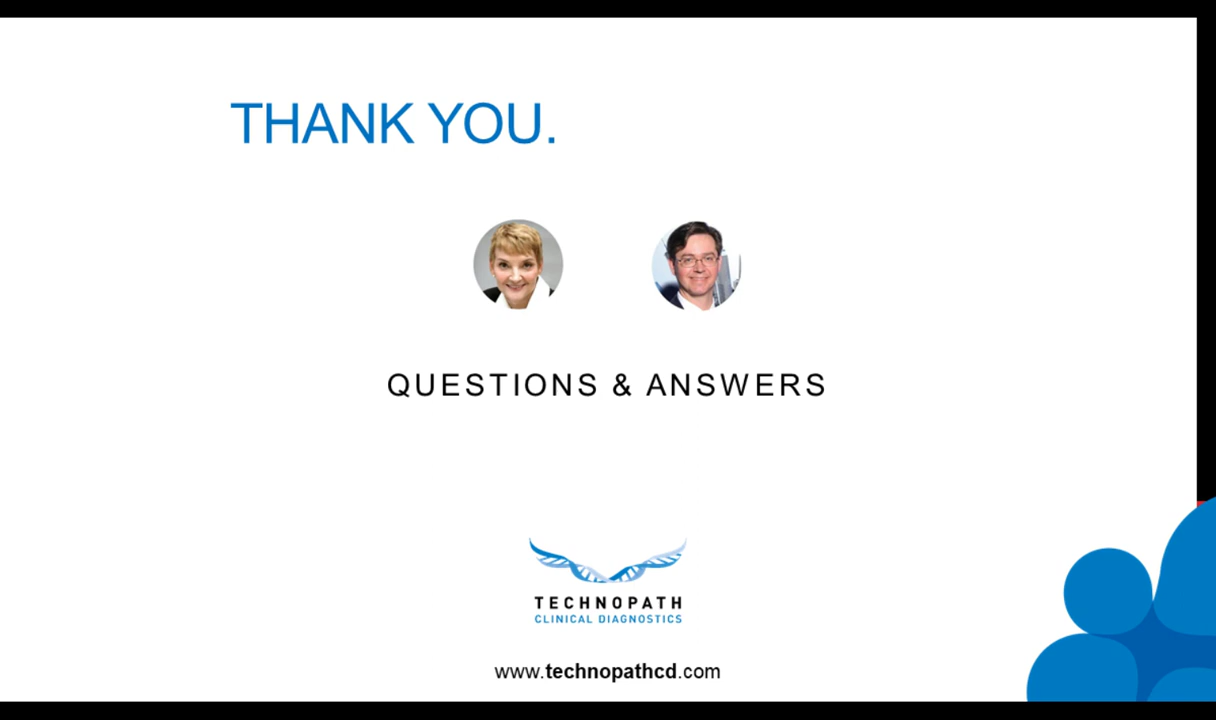 THANK YOU.
QUESTIONS & ANSWERS
TECHNOPATH
CLINICAL DIAGNOSTICS
www.technopathcd.com